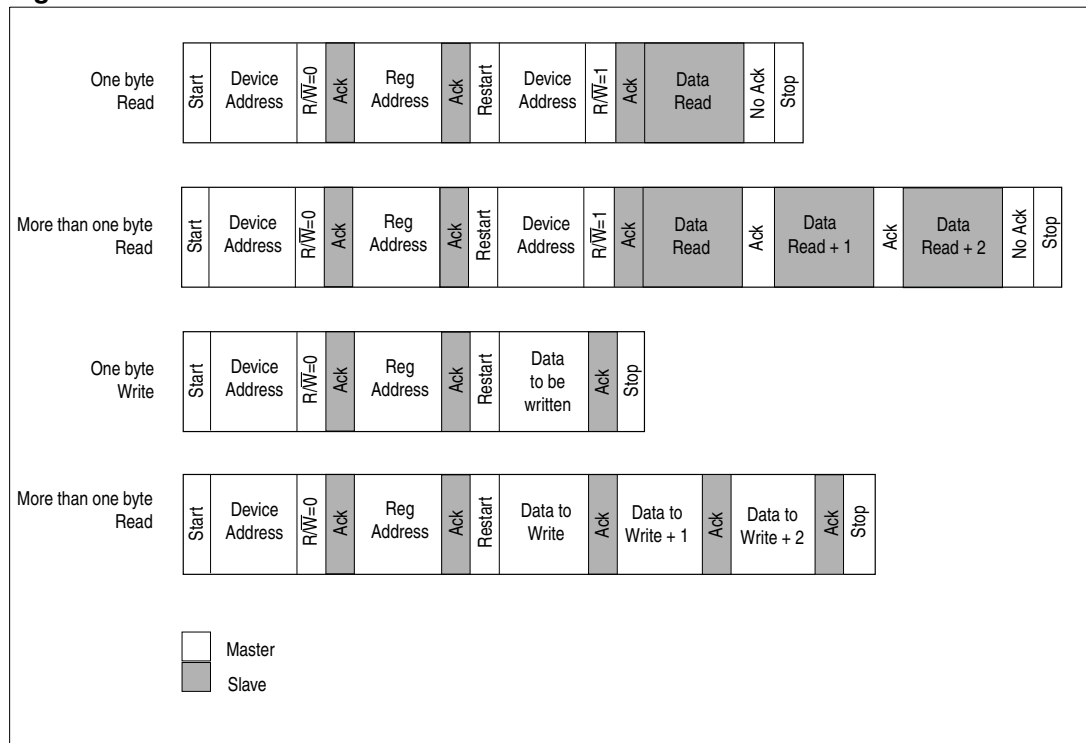 One byte
Read
Start
Device
Address
R/W̅=0
Ack
Reg
Address
Ack
Restart
Device
Address
R/W̅=1
Ack
Data
Read
No Ack
Stop
More than one byte
Read
Start
Device
Address
R/W̅=0
Ack
Reg
Address
Ack
Restart
Device
Address
R/W̅=1
Ack
Data
Read
Ack
Data
Read + 1
Ack
Data
Read + 2
No Ack
Stop
One byte
Write
Start
Device
Address
R/W̅=0
Ack
Reg
Address
Ack
Restart
Data
to be
written
Ack
Stop
More than one byte
Read
Start
Device
Address
R/W̅=0
Ack
Reg
Address
Ack
Restart
Data to
Write
Ack
Data to
Write + 1
Ack
Data to
Write + 2
Ack
Stop
Master
Slave